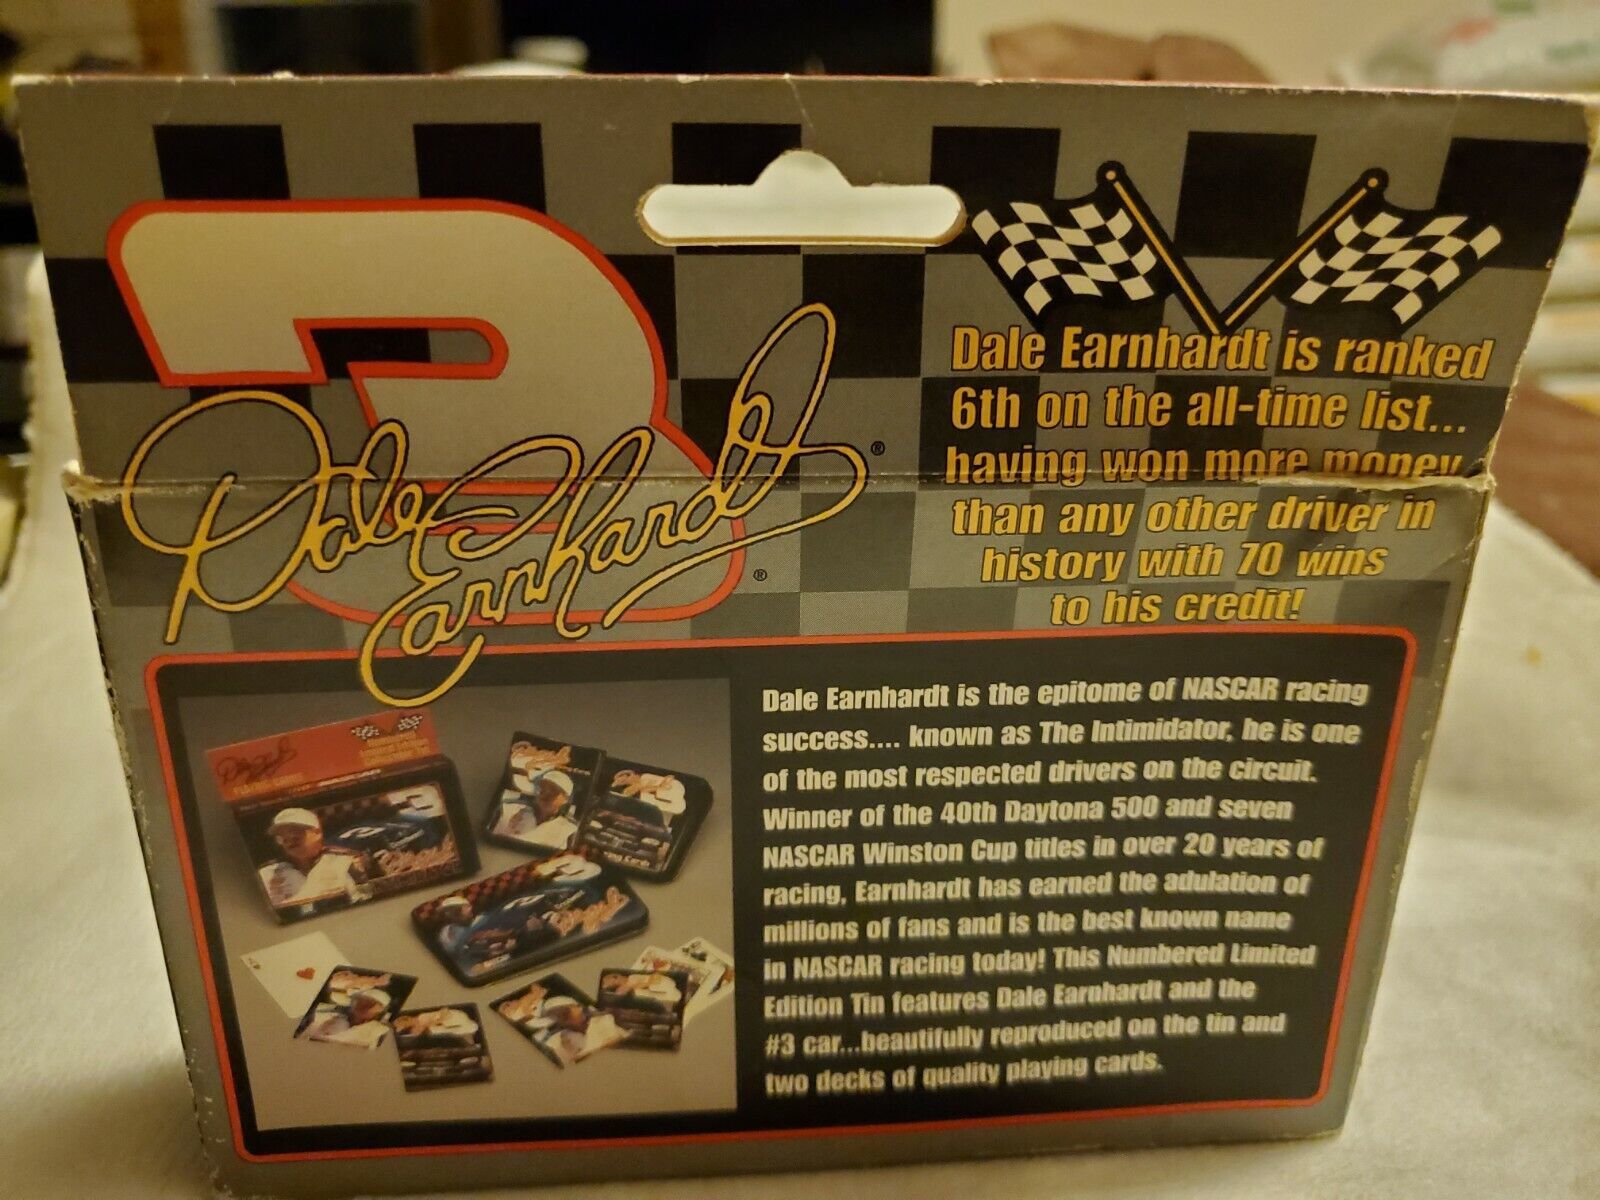 3
Dale Earnhardt ®
®
Dale Earnhardt is ranked
6th on the all-time list...
having won more money
than any other driver in
history with 70 wins
to his credit!
Dale Earnhardt is the epitome of NASCAR racing
success.... known as The Intimidator, he is one
of the most respected drivers on the circuit.
Winner of the 40th Daytona 500 and seven
NASCAR Winston Cup titles in over 20 years of
racing, Earnhardt has earned the adulation of
millions of fans and is the best known name
in NASCAR racing today! This Numbered Limited
Edition Tin features Dale Earnhardt and the
#3 car...beautifully reproduced on the tin and
two decks of quality playing cards.